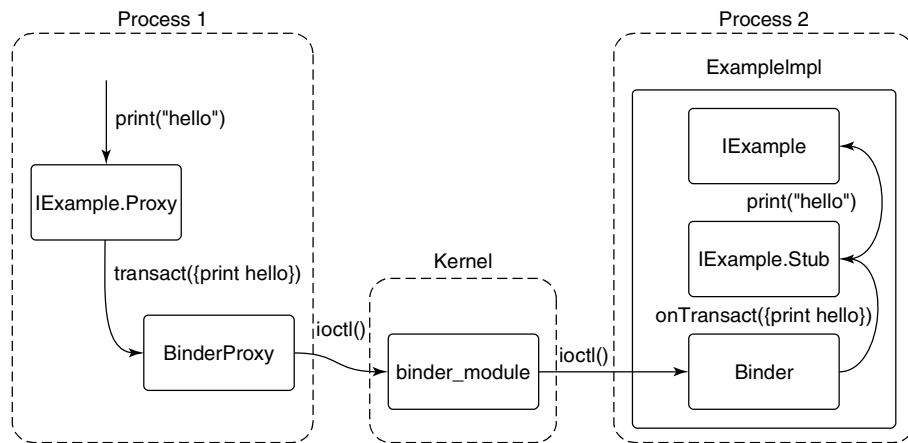 Process 1
print("hello")
IExample.Proxy
transact({print hello})
BinderProxy
ioctl()
Kernel
binder_module
ioctl()
Process 2
ExampleImpl
IExample
print("hello")
IExample.Stub
onTransact({print hello})
Binder